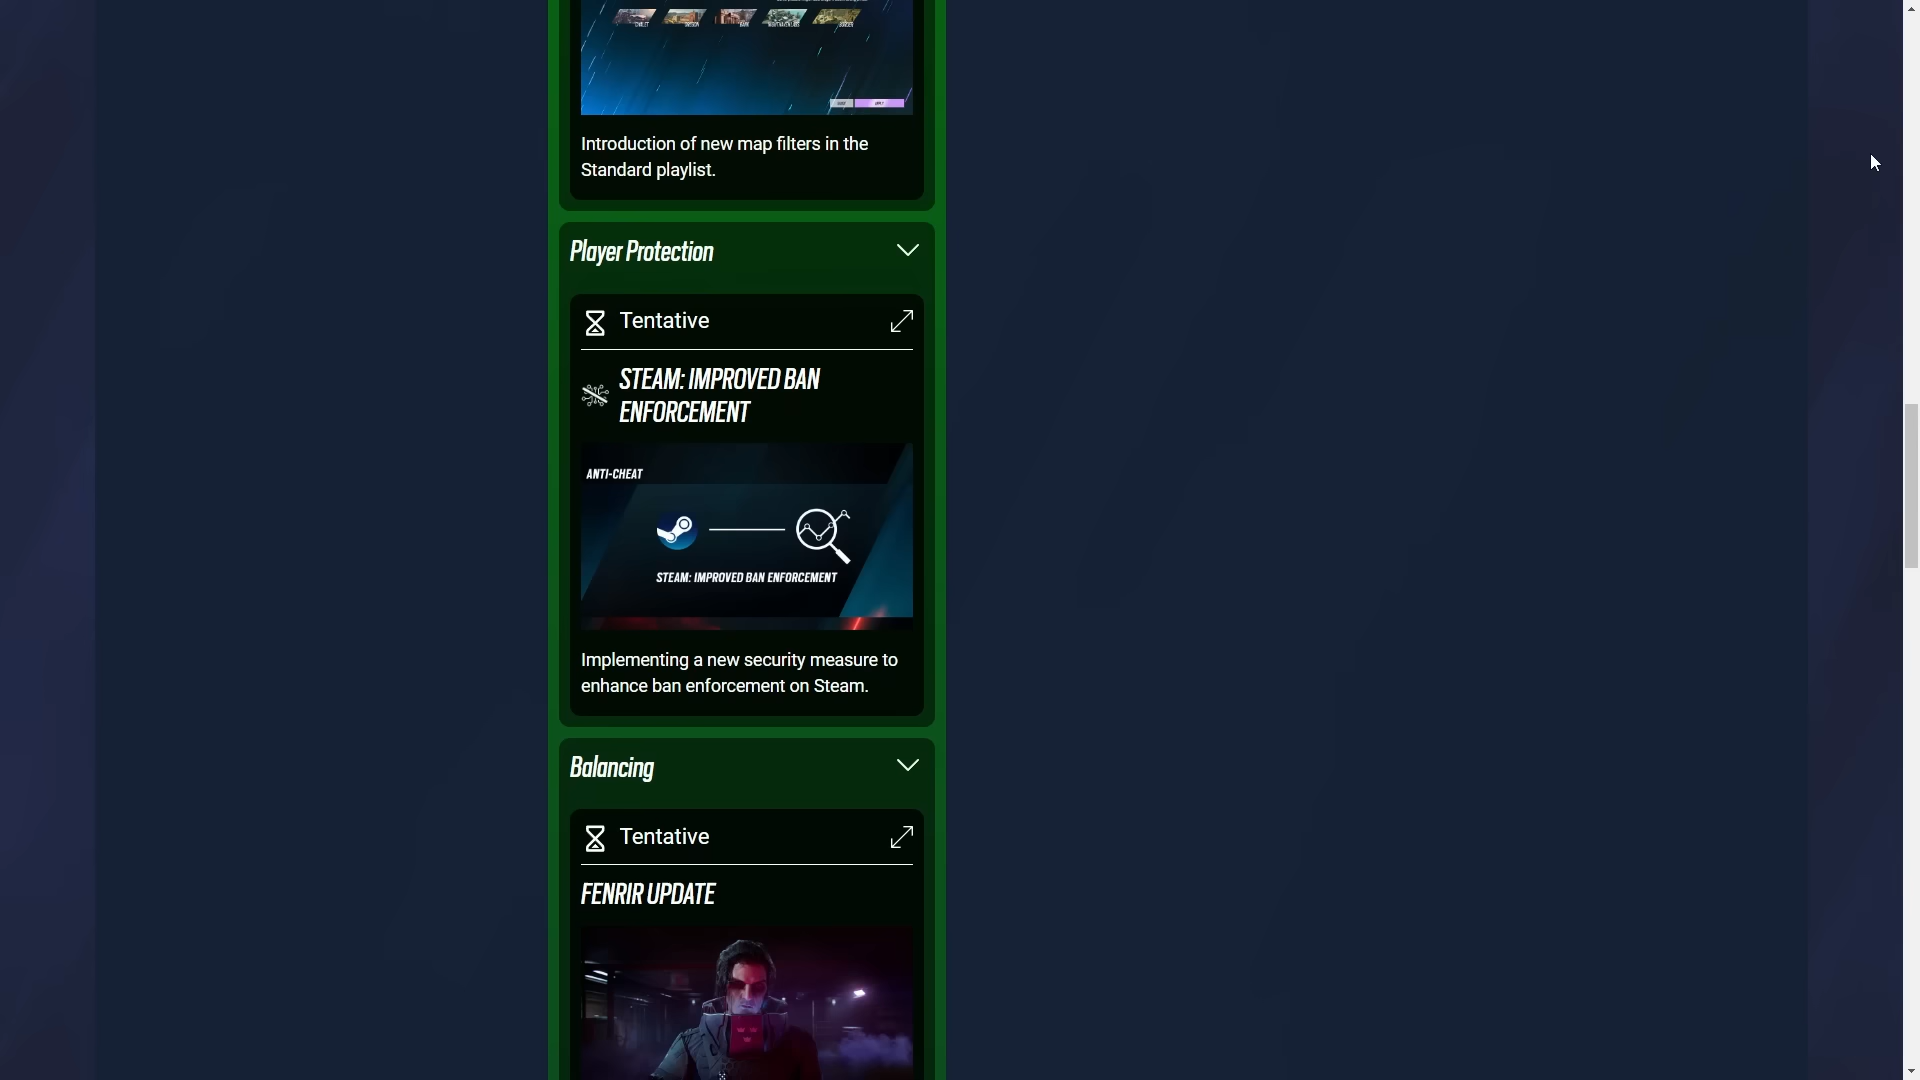 Introduction of new map filters in the
Standard playlist.
Player Protection
Tentative
STEAM: IMPROVED BAN
ENFORCEMENT
ANTI-CHEAT
STEAM: IMPROVED BAN ENFORCEMENT
Implementing a new security measure to
enhance ban enforcement on Steam.
Balancing
Tentative
FENRIR UPDATE